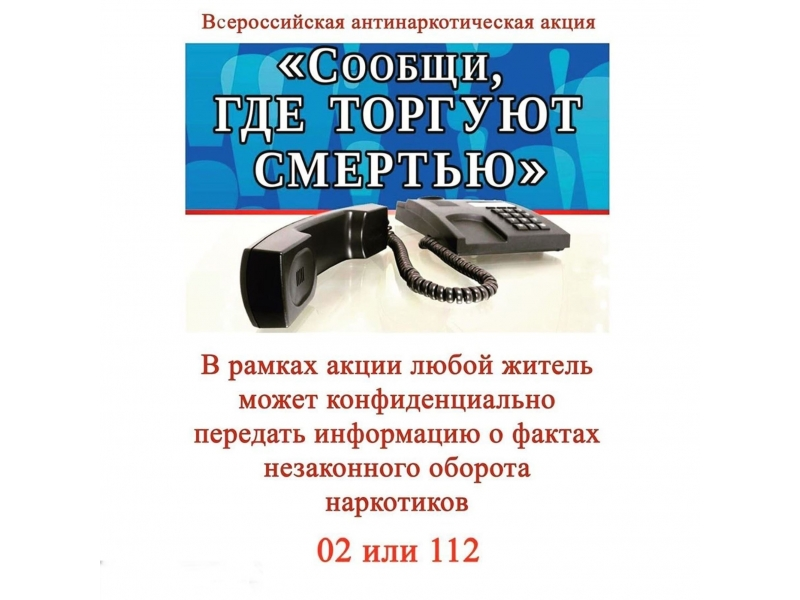 Всероссийская антинаркотическая акция
«Сообщи,
ГДЕ ТОРГУЮТ
СМЕРТЬЮ»
В рамках акции любой житель
может конфиденциально
передать информацию о фактах
незаконного оборота
наркотиков
02 или 112